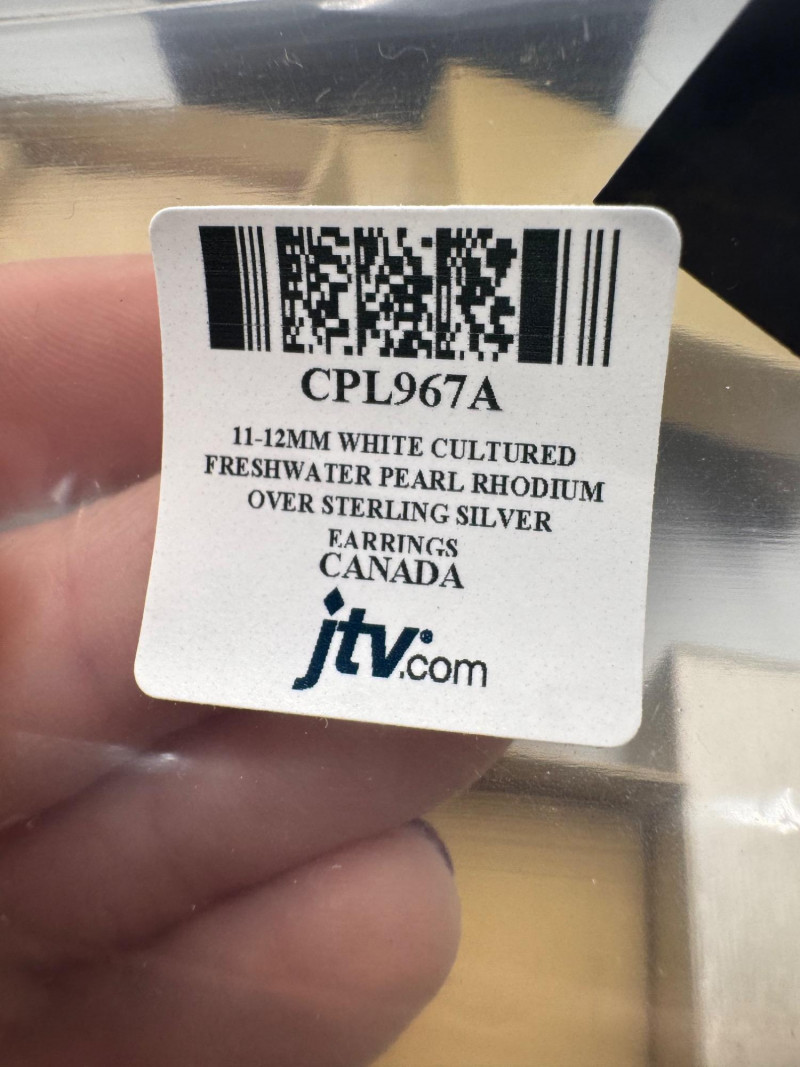 CPL967A
11-12MM WHITE CULTURED
FRESHWATER PEARL RHODIUM
OVER STERLING SILVER
EARRINGS
CANADA
jtv.com